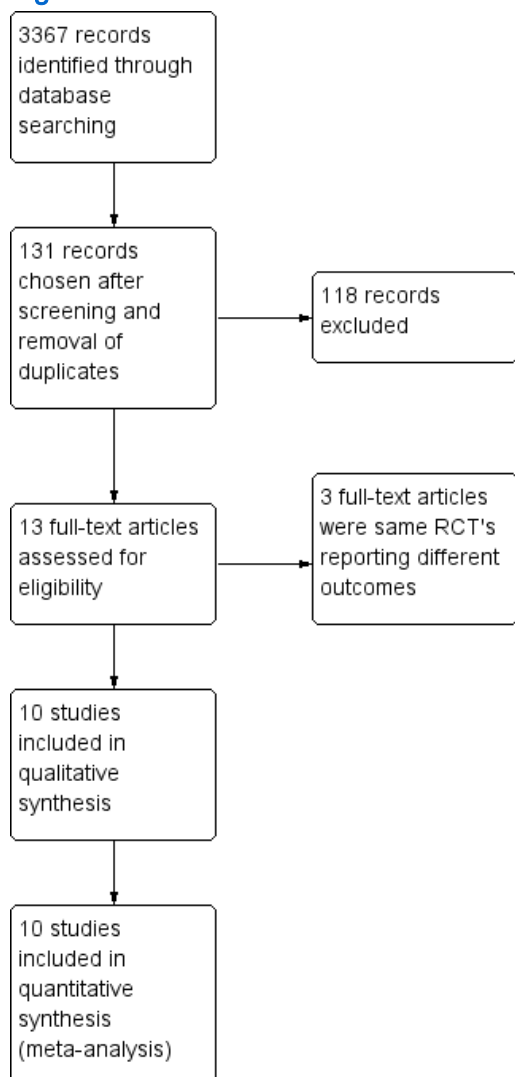 3367 records
identified through
database
searching
131 records
chosen after
screening and
removal of
duplicates
118 records
excluded
13 full-text articles
assessed for
eligibility
3 full-text articles
were same RCT's
reporting different
outcomes
10 studies
included in
qualitative
synthesis
10 studies
included in
quantitative
synthesis
(meta-analysis)